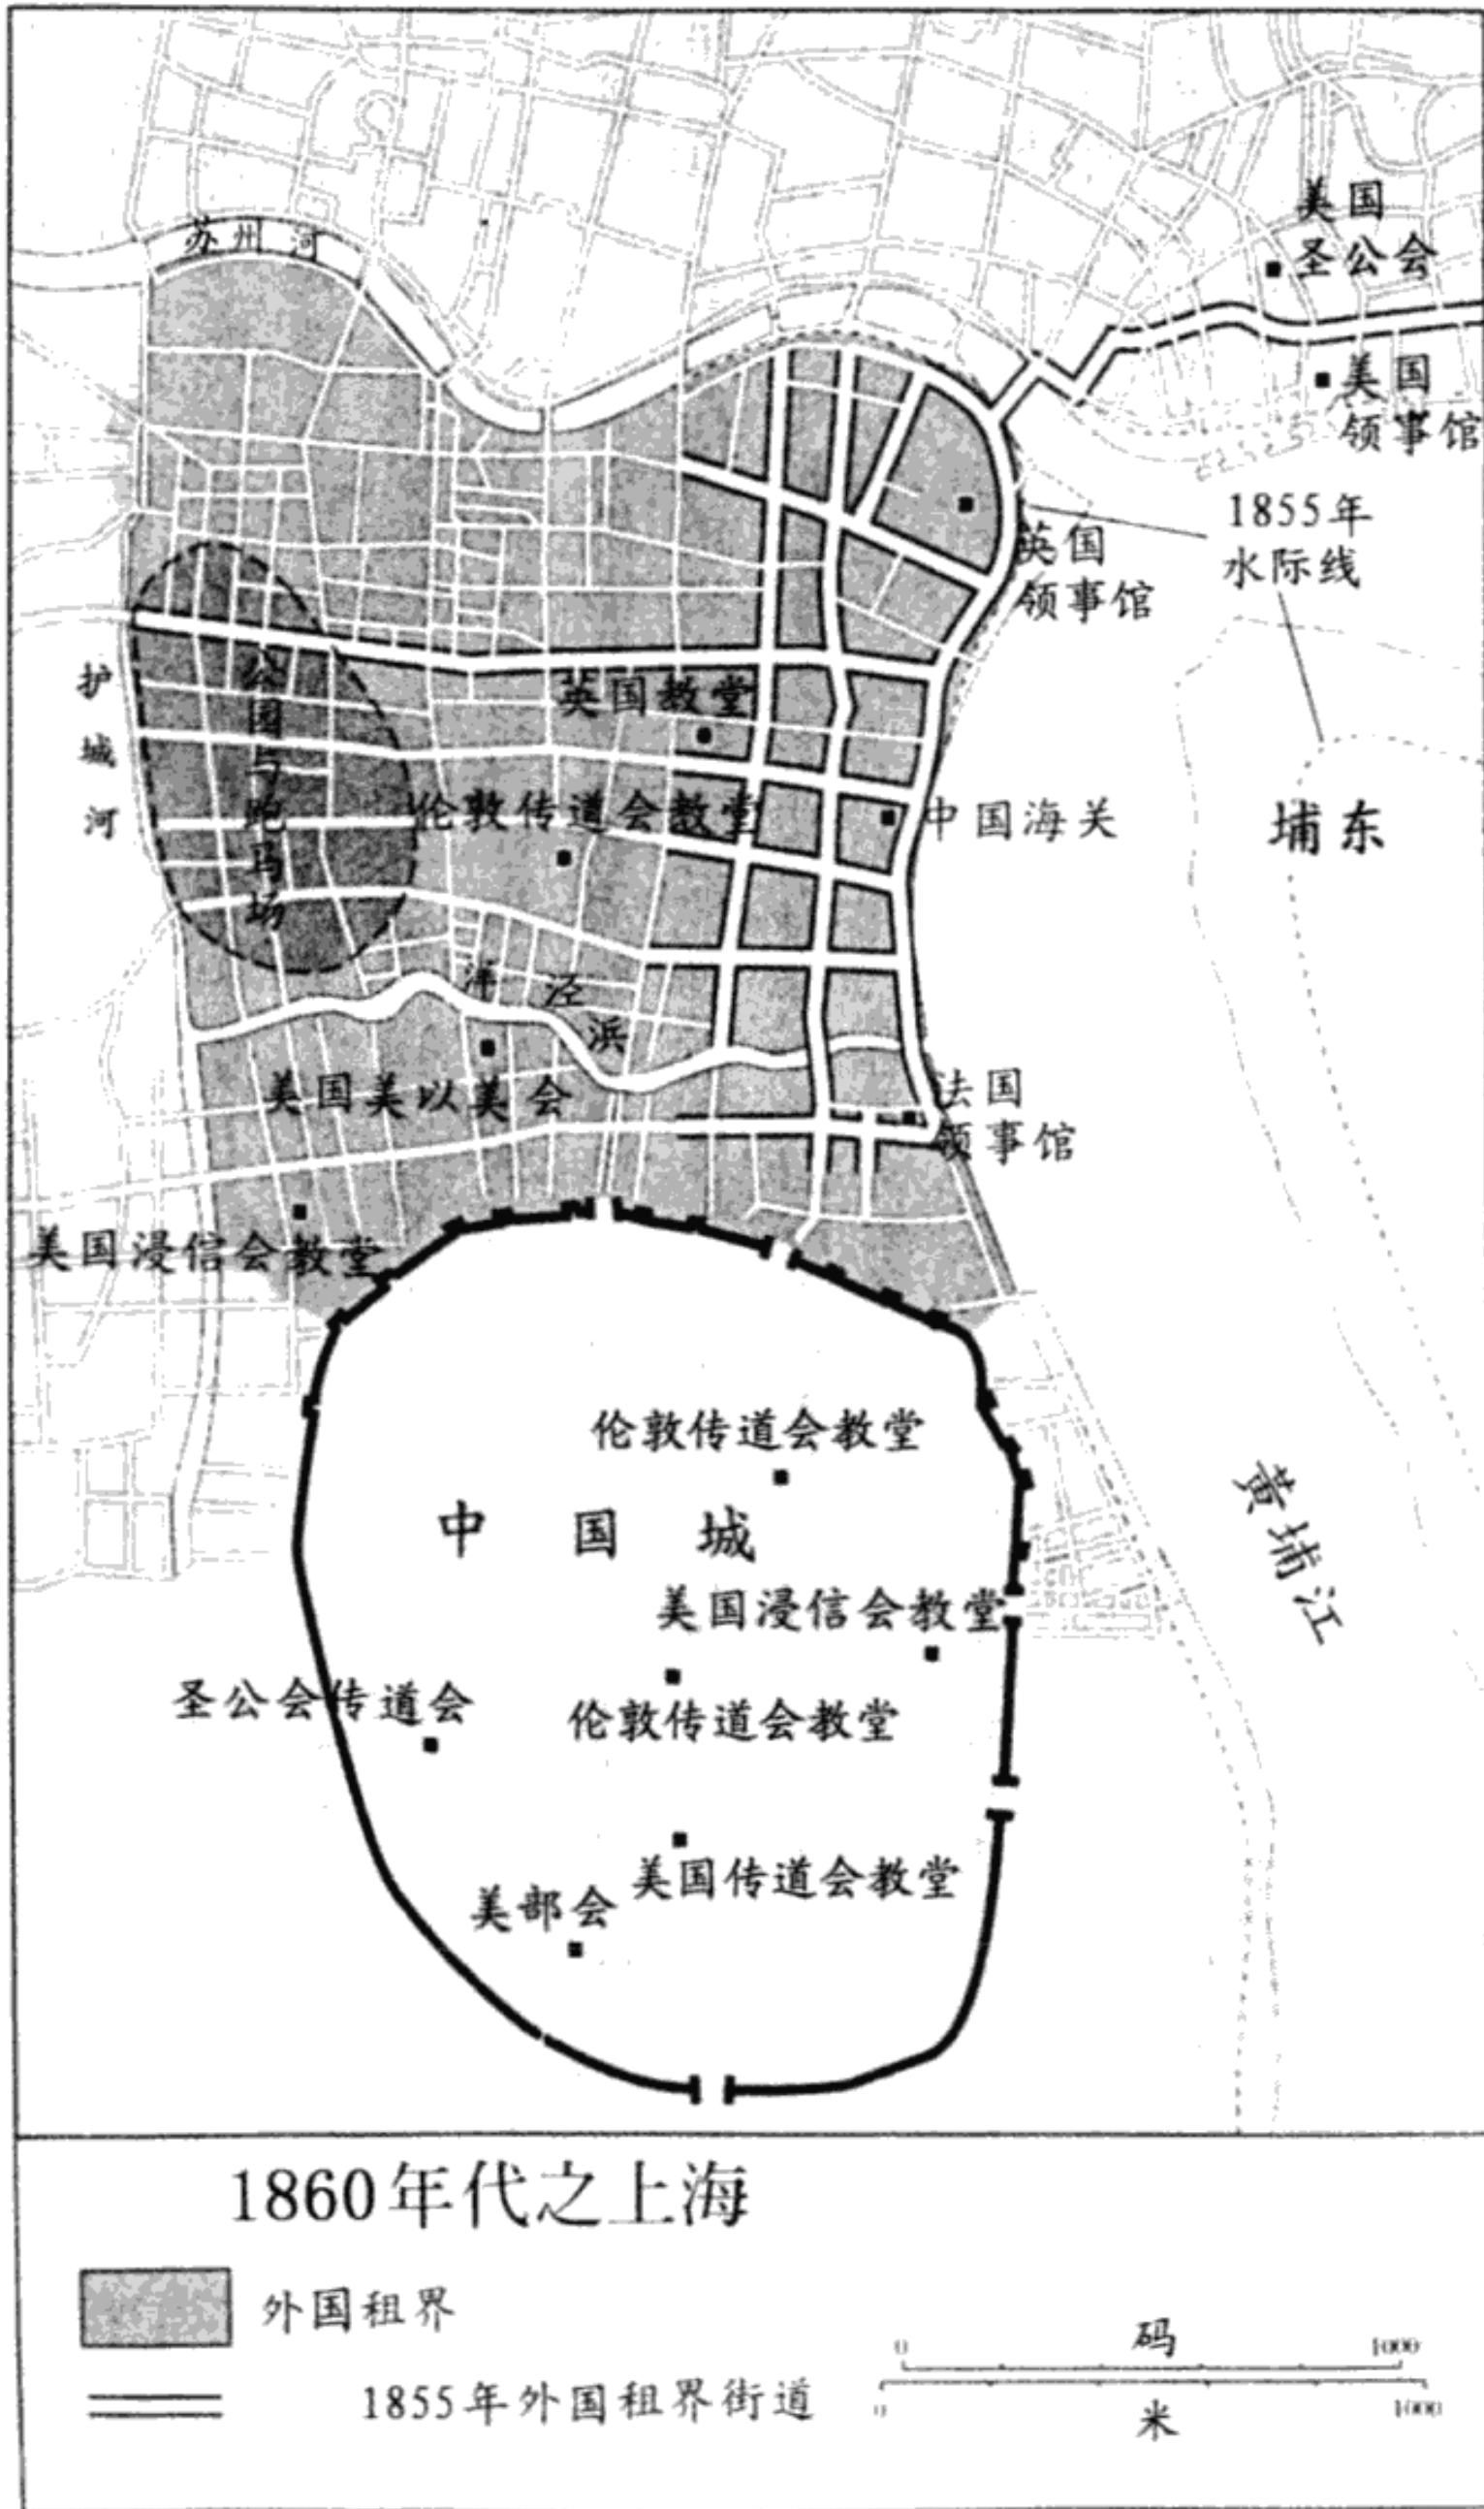 苏州河
美国
圣公会
美国
领事馆
1855年
水际线
英国
领事馆
护城河
公园与跑马场
英国教堂
伦敦传道会教堂
中国海关
埔东
洋泾浜
美国美以美会
法国
领事馆
美国浸信会教堂
伦敦传道会教堂
中国城
黄埔江
美国浸信会教堂
圣公会传道会
伦敦传道会教堂
美国传道会教堂
美部会
1860年代之上海
外国租界
码
0 1000
1855年外国租界街道
0 1000
米